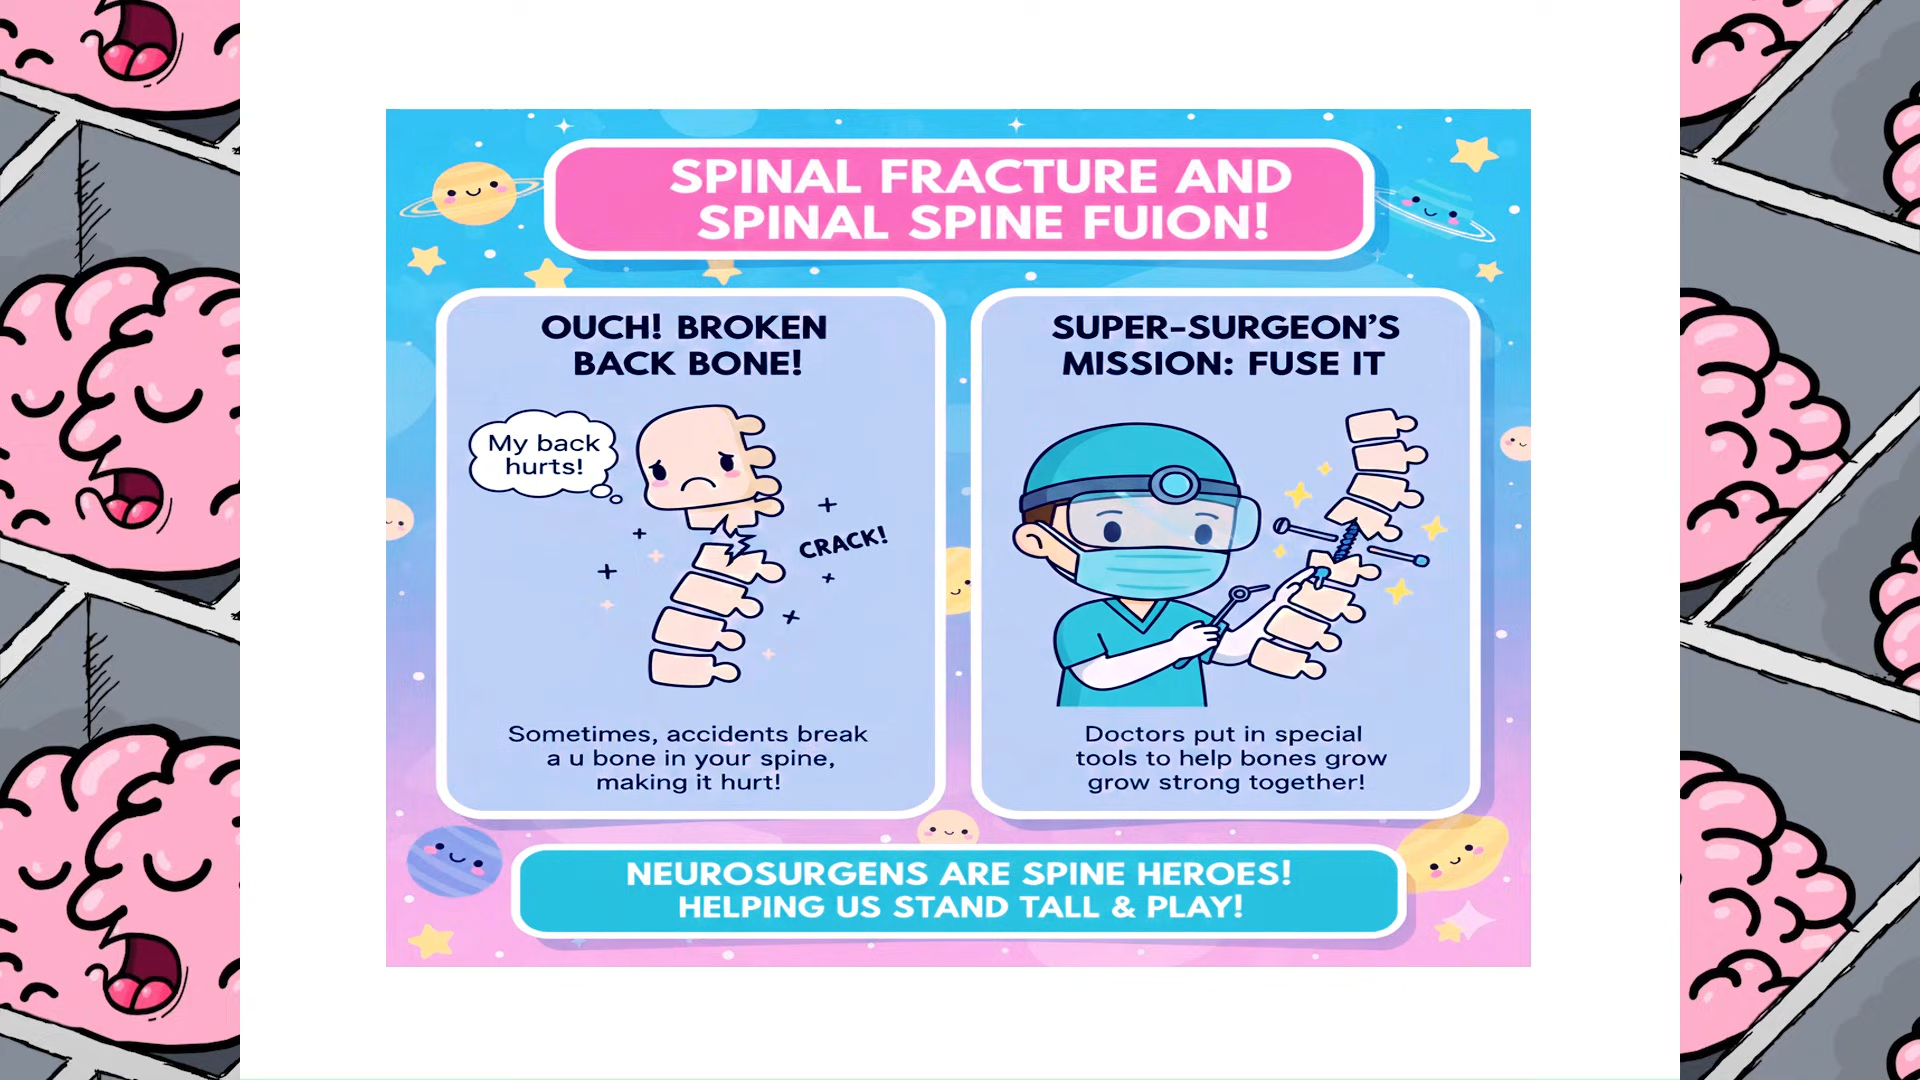 SPINAL FRACTURE AND
SPINAL SPINE FUION!
OUCH! BROKEN
BACK BONE!
My back
hurts!
CRACK!
Sometimes, accidents break
a u bone in your spine,
making it hurt!
SUPER-SURGEON’S
MISSION: FUSE IT
Doctors put in special
tools to help bones grow
grow strong together!
NEUROSURGENS ARE SPINE HEROES!
HELPING US STAND TALL & PLAY!